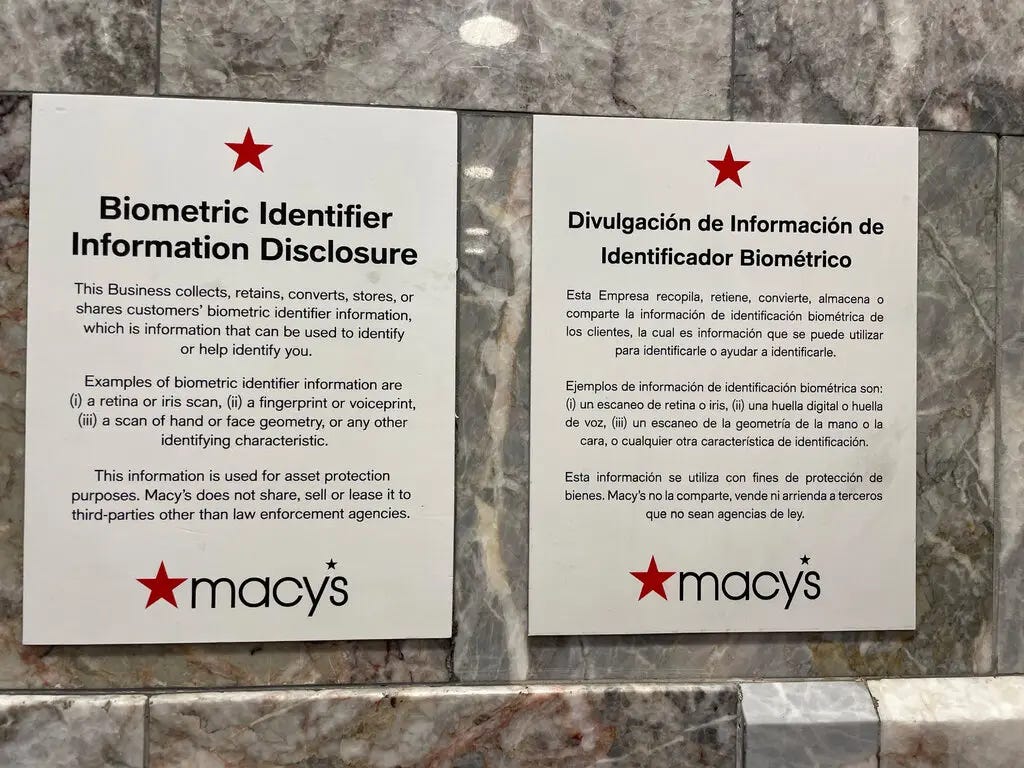 Biometric Identifier
Information Disclosure
This Business collects, retains, converts, stores, or
shares customers' biometric identifier information,
which is information that can be used to identify
or help identify you.
Examples of biometric identifier information are
(i) a retina or iris scan, (ii) a fingerprint or voiceprint,
(iii) a scan of hand or face geometry, or any other
identifying characteristic.
This information is used for asset protection
purposes. Macy's does not share, sell or lease it to
third-parties other than law enforcement agencies.
macy's
Divulgación de Información de
Identificador Biométrico
Esta Empresa recopila, retiene, convierte, almacena o
comparte la información de identificación biométrica de
los clientes, la cual es información que se puede utilizar
para identificarle o ayudar a identificarle.
Ejemplos de información de identificación biométrica son:
(i) un escaneo de retina o iris, (ii) una huella digital o huella
de voz, (iii) un escaneo de la geometría de la mano o la
cara, o cualquier otra característica de identificación.
Esta información se utiliza con fines de protección de
bienes. Macy's no la comparte, vende ni arrienda a terceros
que no sean agencias de ley.
macy's